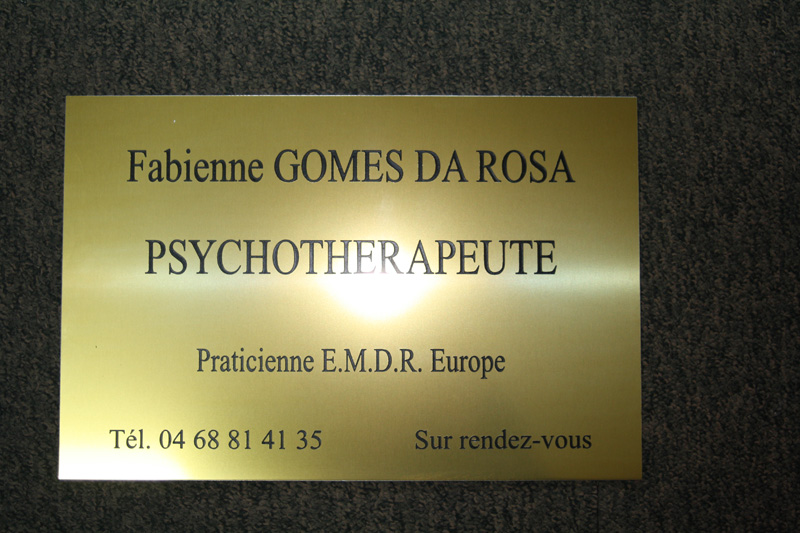 Fabienne GOMES DA ROSA
PSYCHOTHERAPEUTE
Praticienne E.M.D.R. Europe
Tél. 04 68 81 41 35 Sur rendez-vous